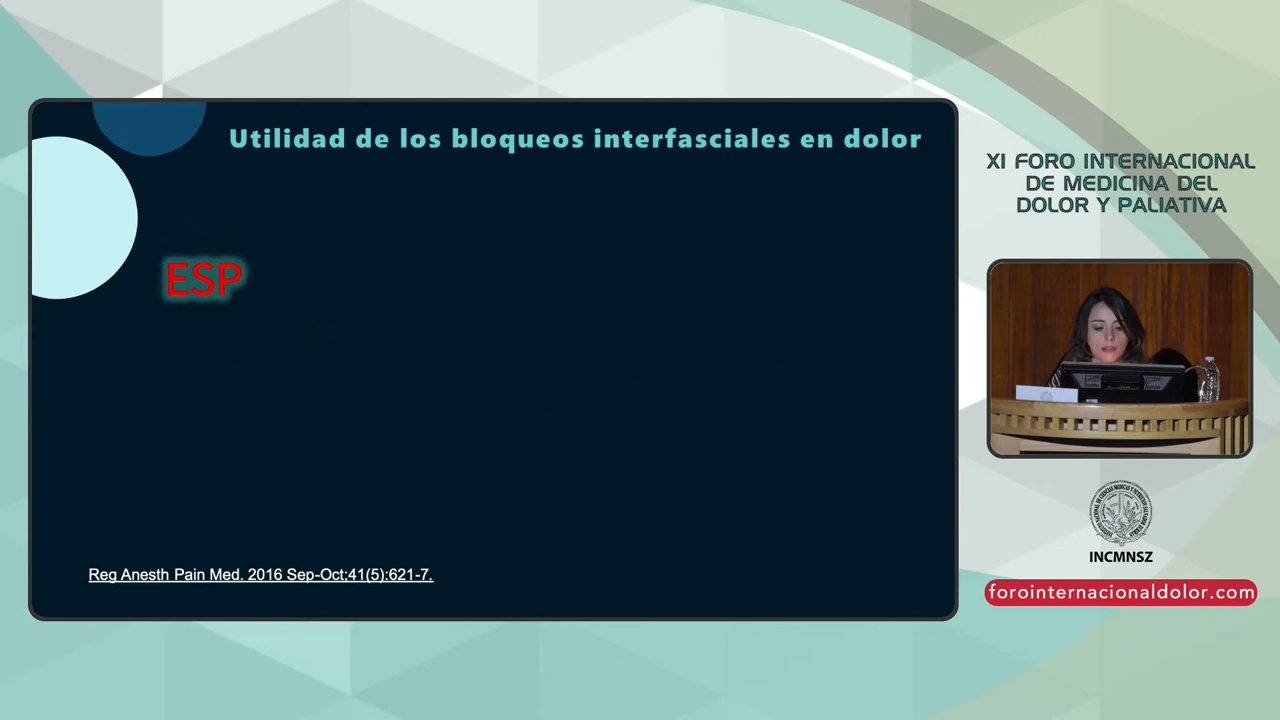 Utilidad de los bloqueos interfasciales en dolor
ESP
Reg Anesth Pain Med. 2016 Sep-Oct;41(5):621-7.
XI FORO INTERNACIONAL
DE MEDICINA DEL
DOLOR Y PALIATIVA
INCMNSZ
forointernacionaldolor.com